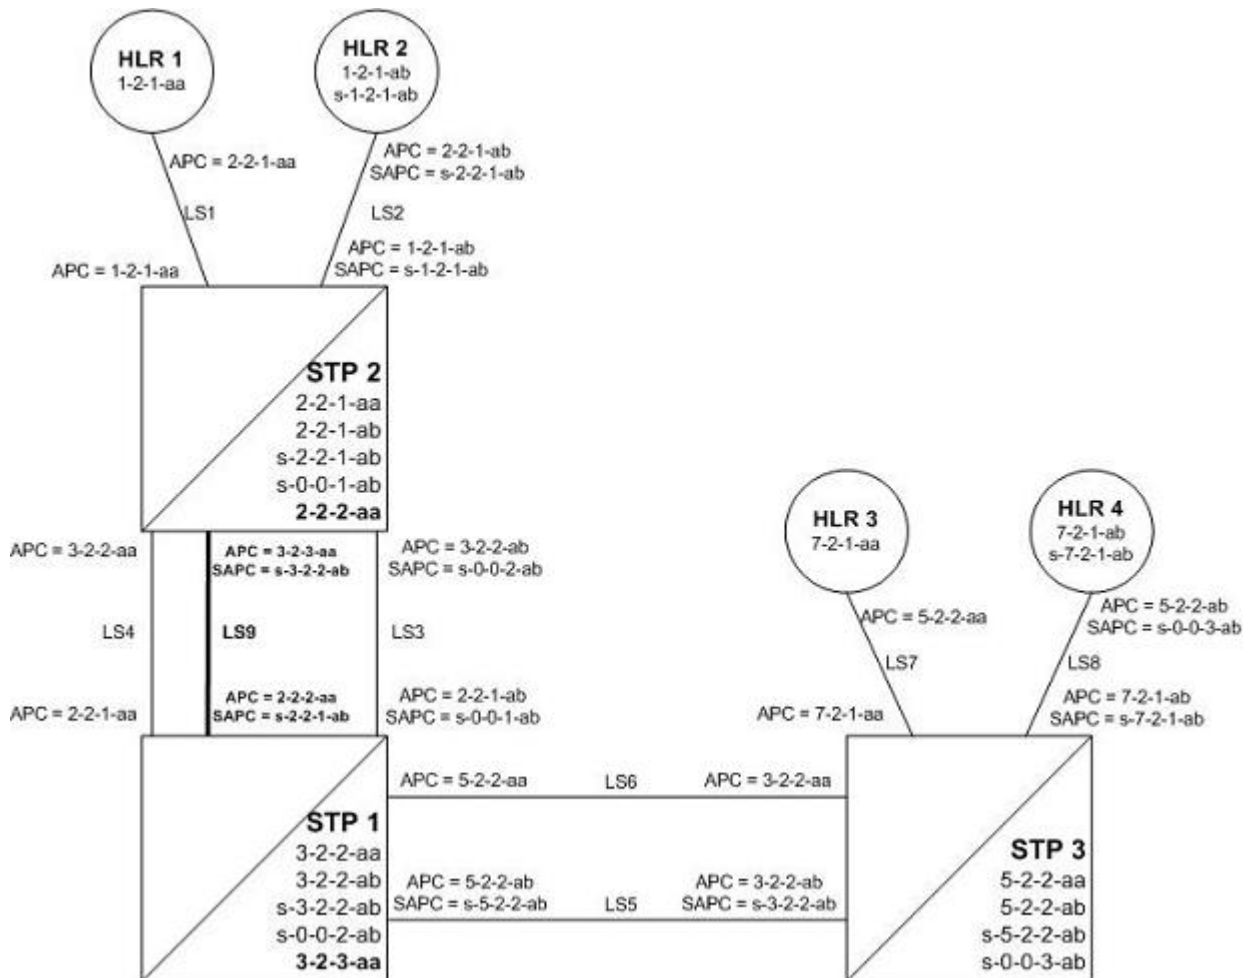 HLR 1
1-2-1-aa
HLR 2
1-2-1-ab
s-1-2-1-ab
APC = 2-2-1-aa
APC = 2-2-1-ab
SAPC = s-2-2-1-ab
LS1
LS2
APC = 1-2-1-aa
APC = 1-2-1-ab
SAPC = s-1-2-1-ab
STP 2
2-2-1-aa
2-2-1-ab
s-2-2-1-ab
s-0-0-1-ab
2-2-2-aa
HLR 3
7-2-1-aa
HLR 4
7-2-1-ab
s-7-2-1-ab
APC = 3-2-2-aa
APC = 3-2-3-aa
SAPC = s-3-2-2-ab
APC = 3-2-2-ab
SAPC = s-0-0-2-ab
APC = 5-2-2-aa
APC = 5-2-2-ab
SAPC = s-0-0-3-ab
LS4
LS9
LS3
LS7
LS8
APC = 2-2-1-aa
APC = 2-2-2-aa
SAPC = s-2-2-1-ab
APC = 2-2-1-ab
SAPC = s-0-0-1-ab
APC = 7-2-1-aa
APC = 7-2-1-ab
SAPC = s-7-2-1-ab
APC = 5-2-2-aa
LS6
APC = 3-2-2-aa
STP 1
3-2-2-aa
3-2-2-ab
s-3-2-2-ab
s-0-0-2-ab
3-2-3-aa
APC = 5-2-2-ab
SAPC = s-5-2-2-ab
LS5
APC = 3-2-2-ab
SAPC = s-3-2-2-ab
STP 3
5-2-2-aa
5-2-2-ab
s-5-2-2-ab
s-0-0-3-ab